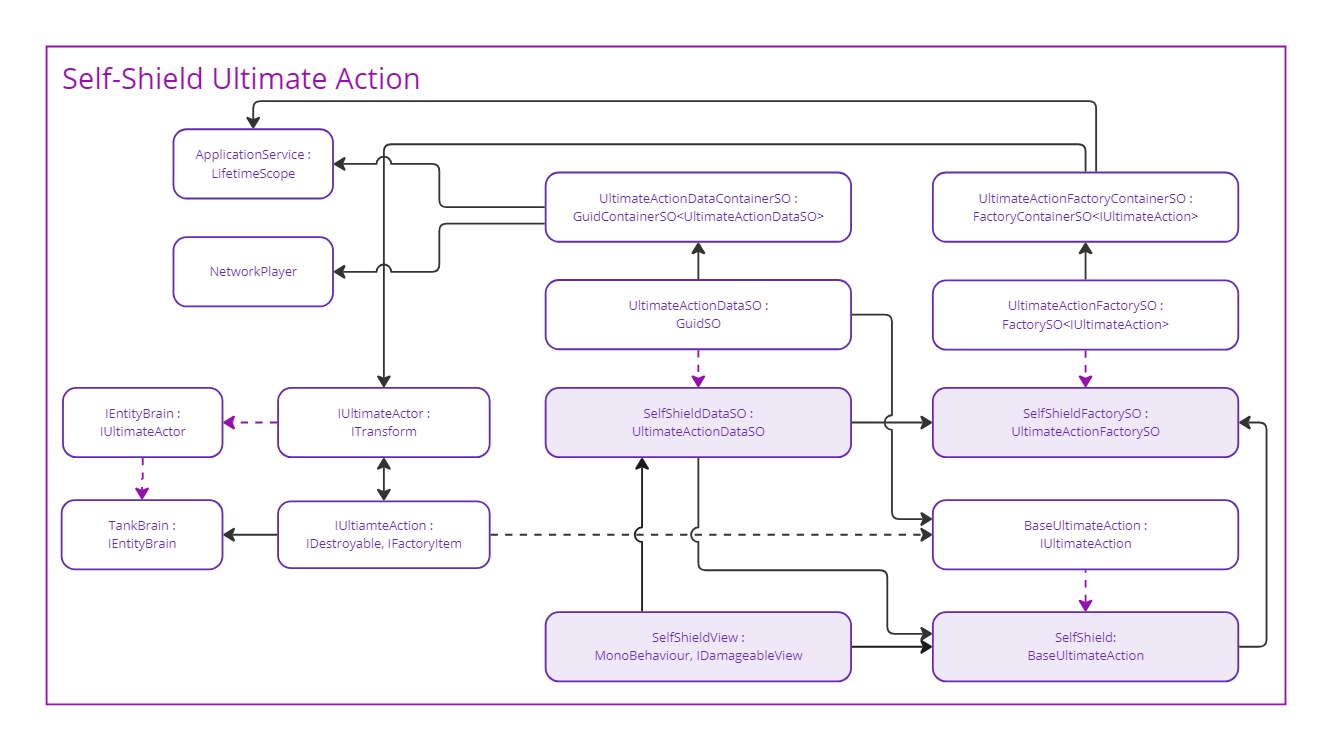 Self-Shield Ultimate Action
ApplicationService :
LifetimeScope
UltimateActionDataContainerSO :
GuidContainerSO<UltimateActionDataSO>
UltimateActionFactoryContainerSO :
FactoryContainerSO<IUltimateAction>
NetworkPlayer
UltimateActionDataSO :
GuidSO
UltimateActionFactorySO :
FactorySO<IUltimateAction>
IEntityBrain :
IUltimateActor
IUltimateActor :
ITransform
SelfShieldDataSO :
UltimateActionDataSO
SelfShieldFactorySO :
UltimateActionFactorySO
TankBrain :
IEntityBrain
IUltiamteAction :
IDestroyable, IFactoryItem
BaseUltimateAction :
IUltimateAction
SelfShieldView :
MonoBehaviour, IDamageableView
SelfShield:
BaseUltimateAction